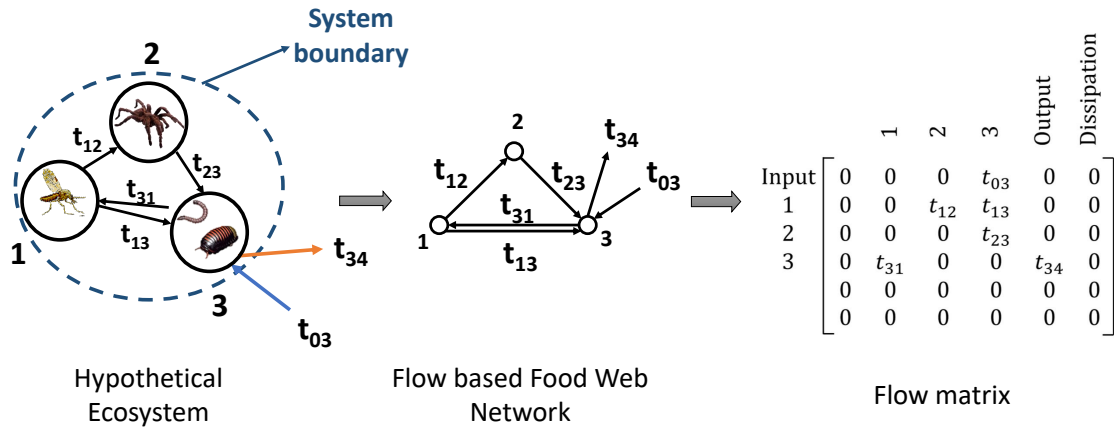 System
boundary
2
t12
t23
t31
t13
1
3
t34
t03
Hypothetical
Ecosystem
2
t34
t12
t23
t03
t31
1
3
t13
Flow based Food Web
Network
1 2 3 Output Dissipation
Input 0 0 0 t03 0 0
1 0 0 t12 t13 0 0
2 0 0 0 t23 0 0
3 0 t31 0 0 t34 0
0 0 0 0 0 0
0 0 0 0 0 0
Flow matrix